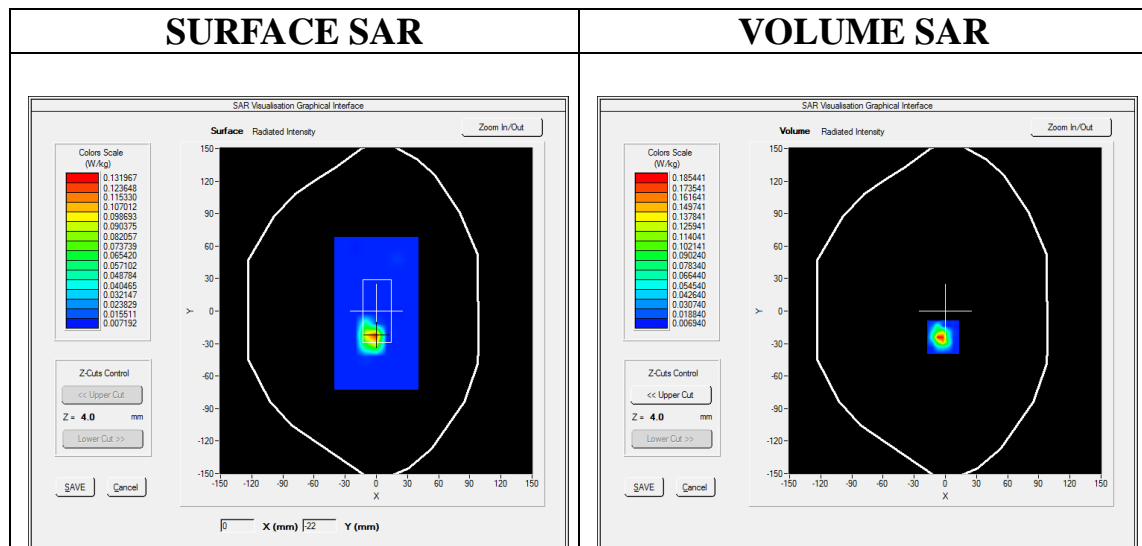 SURFACE SAR
SAR Visualisation Graphical Interface
Surface Radiated Intensity
Zoom In/Out
Colors Scale
(W/kg)
0.131967
0.123648
0.115330
0.107012
0.098693
0.090375
0.082057
0.073739
0.065420
0.057102
0.048784
0.040465
0.032147
0.023829
0.015511
0.007192
Z-Cuts Control
<< Upper Cut
Z = 4.0 mm
Lower Cut >>
SAVE Cancel
150
120
90
60
30
0
-30
-60
-90
-120
-150
Y
-150 -120 -90 -60 -30 0 30 60 90 120 150
X
0 X (mm) -22 Y (mm)
VOLUME SAR
SAR Visualisation Graphical Interface
Volume Radiated Intensity
Zoom In/Out
Colors Scale
(W/kg)
0.185441
0.173541
0.161641
0.149741
0.137841
0.125941
0.114041
0.102141
0.090240
0.078340
0.066440
0.054540
0.042640
0.030740
0.018840
0.006940
Z-Cuts Control
<< Upper Cut
Z = 4.0 mm
Lower Cut >>
SAVE Cancel
150
120
90
60
30
0
-30
-60
-90
-120
-150
Y
-150 -120 -90 -60 -30 0 30 60 90 120 150
X